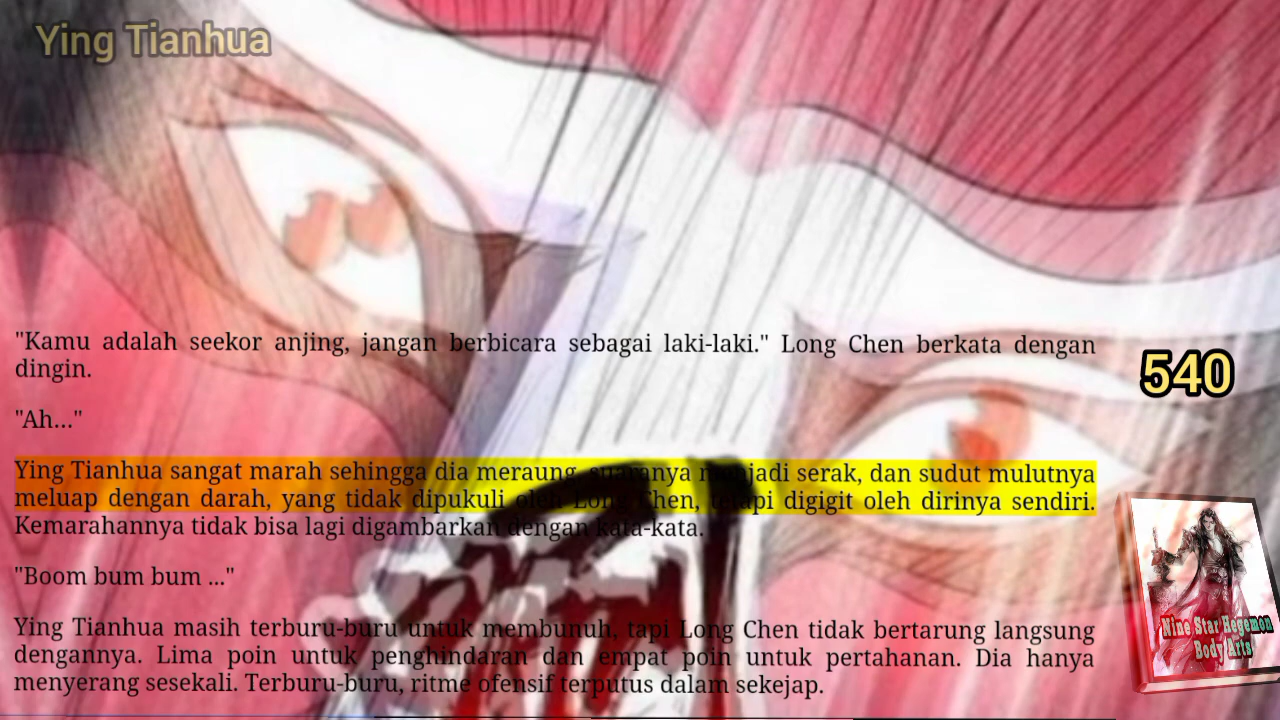 Ying Tianhua
"Kamu adalah seekor anjing, jangan berbicara sebagai laki-laki." Long Chen berkata dengan
dingin.
"Ah..."
540
Ying Tianhua sangat marah sehingga dia meraung, suaranya menjadi serak, dan sudut mulutnya
meluap dengan darah, yang tidak dipukuli oleh Long Chen, tetapi digigit oleh dirinya sendiri.
Kemarahannya tidak bisa lagi digambarkan dengan kata-kata.
"Boom bum bum ..."
Ying Tianhua masih terburu-buru untuk membunuh, tapi Long Chen tidak bertarung langsung
dengannya. Lima poin untuk penghindaran dan empat poin untuk pertahanan. Dia hanya
menyerang sesekali. Terburu-buru, ritme ofensif terputus dalam sekejap.
Nine Star Hegemon
Body Arts